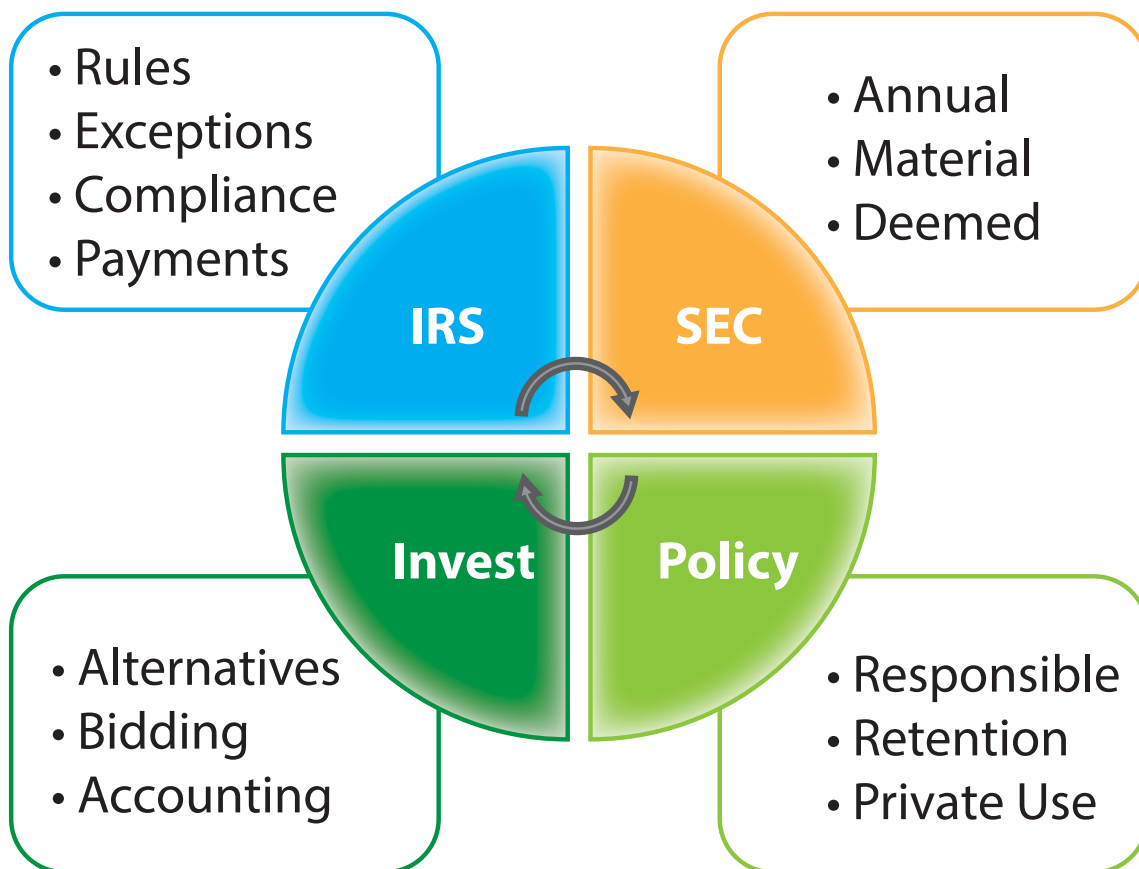 • Rules
• Exceptions
• Compliance
• Payments
• Annual
• Material
• Deemed
IRS
SEC
Invest
Policy
• Alternatives
• Bidding
• Accounting
• Responsible
• Retention
• Private Use